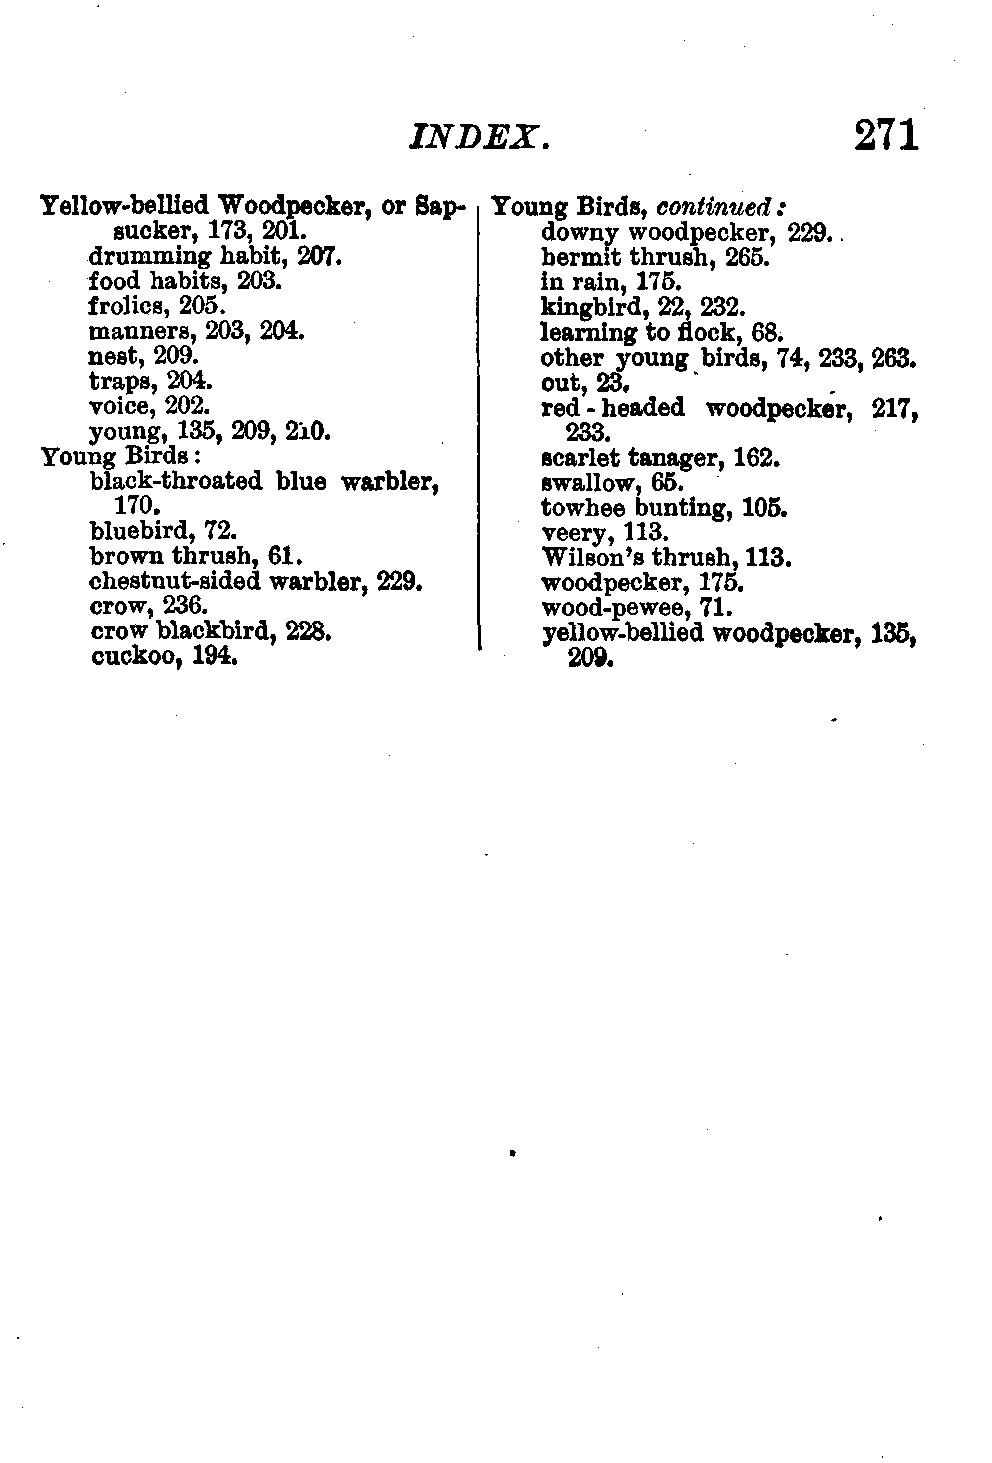 INDEX. 271
Yellow-bellied Woodpecker, or Sap-
sucker, 173, 201.
drumming habit, 207.
food habits, 203.
frolics, 205.
manners, 203, 204.
nest, 209.
traps, 204.
voice, 202.
young, 135, 209, 210.
Young Birds:
black-throated blue warbler,
170.
bluebird, 72.
brown thrush, 61.
chestnut-sided warbler, 229.
crow, 236.
crow blackbird, 228.
cuckoo, 194.
Young Birds, continued:
downy woodpecker, 229.
hermit thrush, 265.
in rain, 175.
kingbird, 22, 232.
learning to flock, 68.
other young birds, 74, 233, 263.
out, 23.
red-headed woodpecker, 217,
233.
scarlet tanager, 162.
swallow, 65.
towhee bunting, 105.
veery, 113.
Wilson's thrush, 113.
woodpecker, 175.
wood-pewee, 71.
yellow-bellied woodpecker, 135,
209.